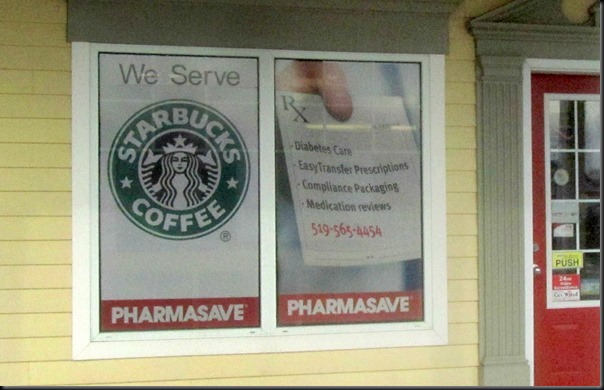 We Serve
STARBUCKS
COFFEE
®
PHARMASAVE
RX
- Diabetes Care
- EasyTransfer Prescriptions
- Compliance Packaging
- Medication reviews
519-565-4454
PHARMASAVE
PUSH
24HR